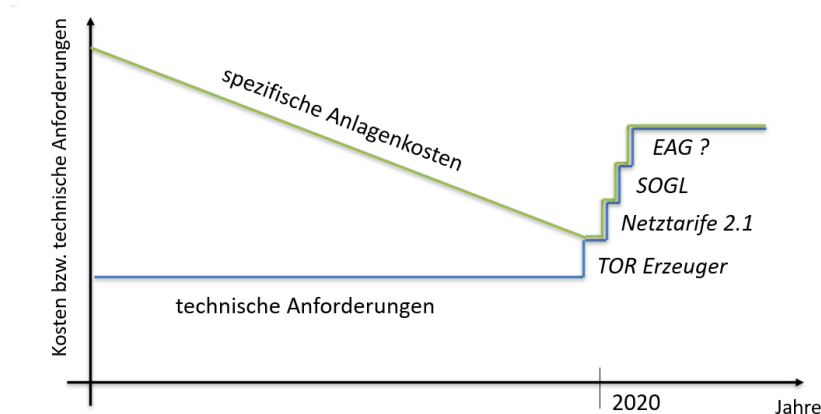 Kosten bzw. technische Anforderungen
spezifische Anlagenkosten
EAG ?
SOGL
Netztarife 2.1
TOR Erzeuger
technische Anforderungen
2020
Jahre